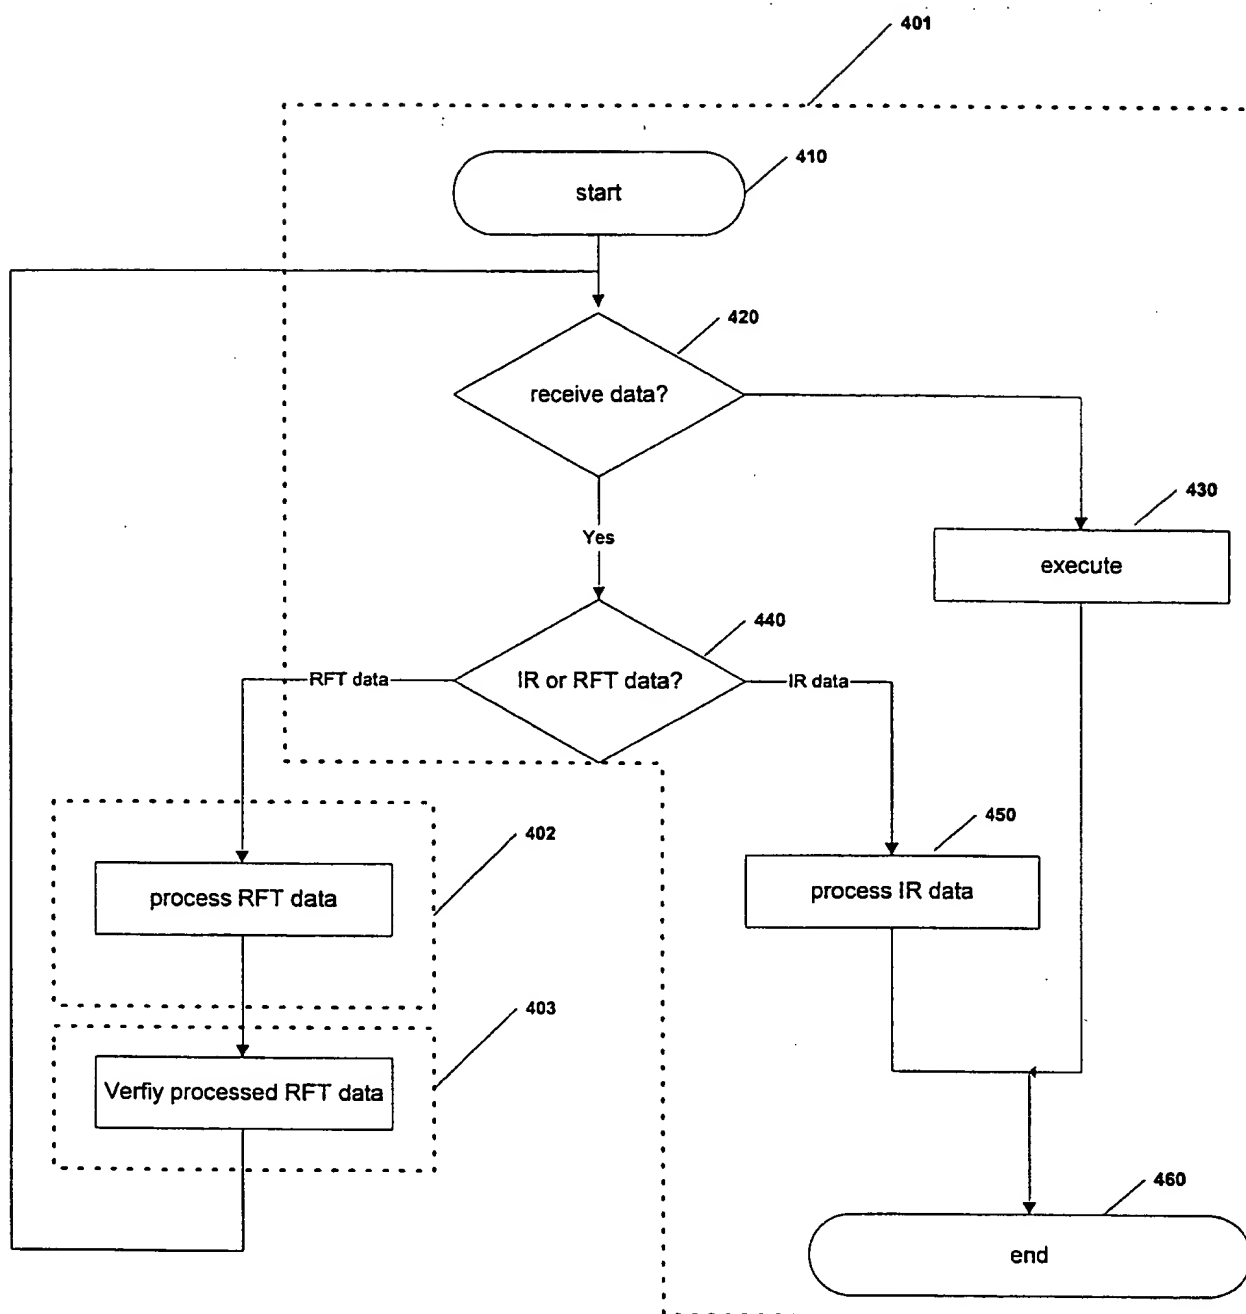 401
410
start
420
receive data?
430
Yes
execute
440
RFT data
IR or RFT data?
IR data
402
450
process RFT data
process IR data
403
Verfiy processed RFT data
460
end